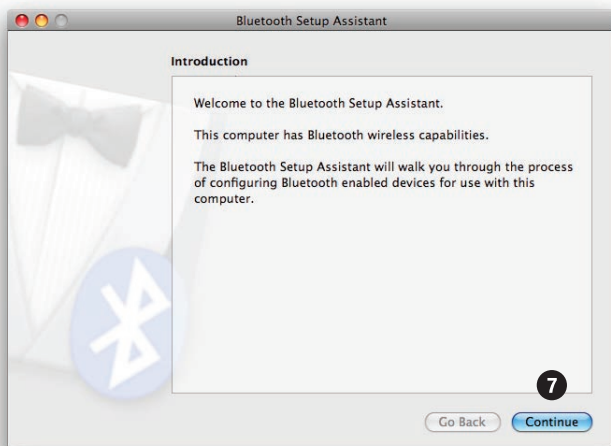 Bluetooth Setup Assistant
Introduction
Welcome to the Bluetooth Setup Assistant.
This computer has Bluetooth wireless capabilities.
The Bluetooth Setup Assistant will walk you through the process
of configuring Bluetooth enabled devices for use with this
computer.
7
Go Back
Continue